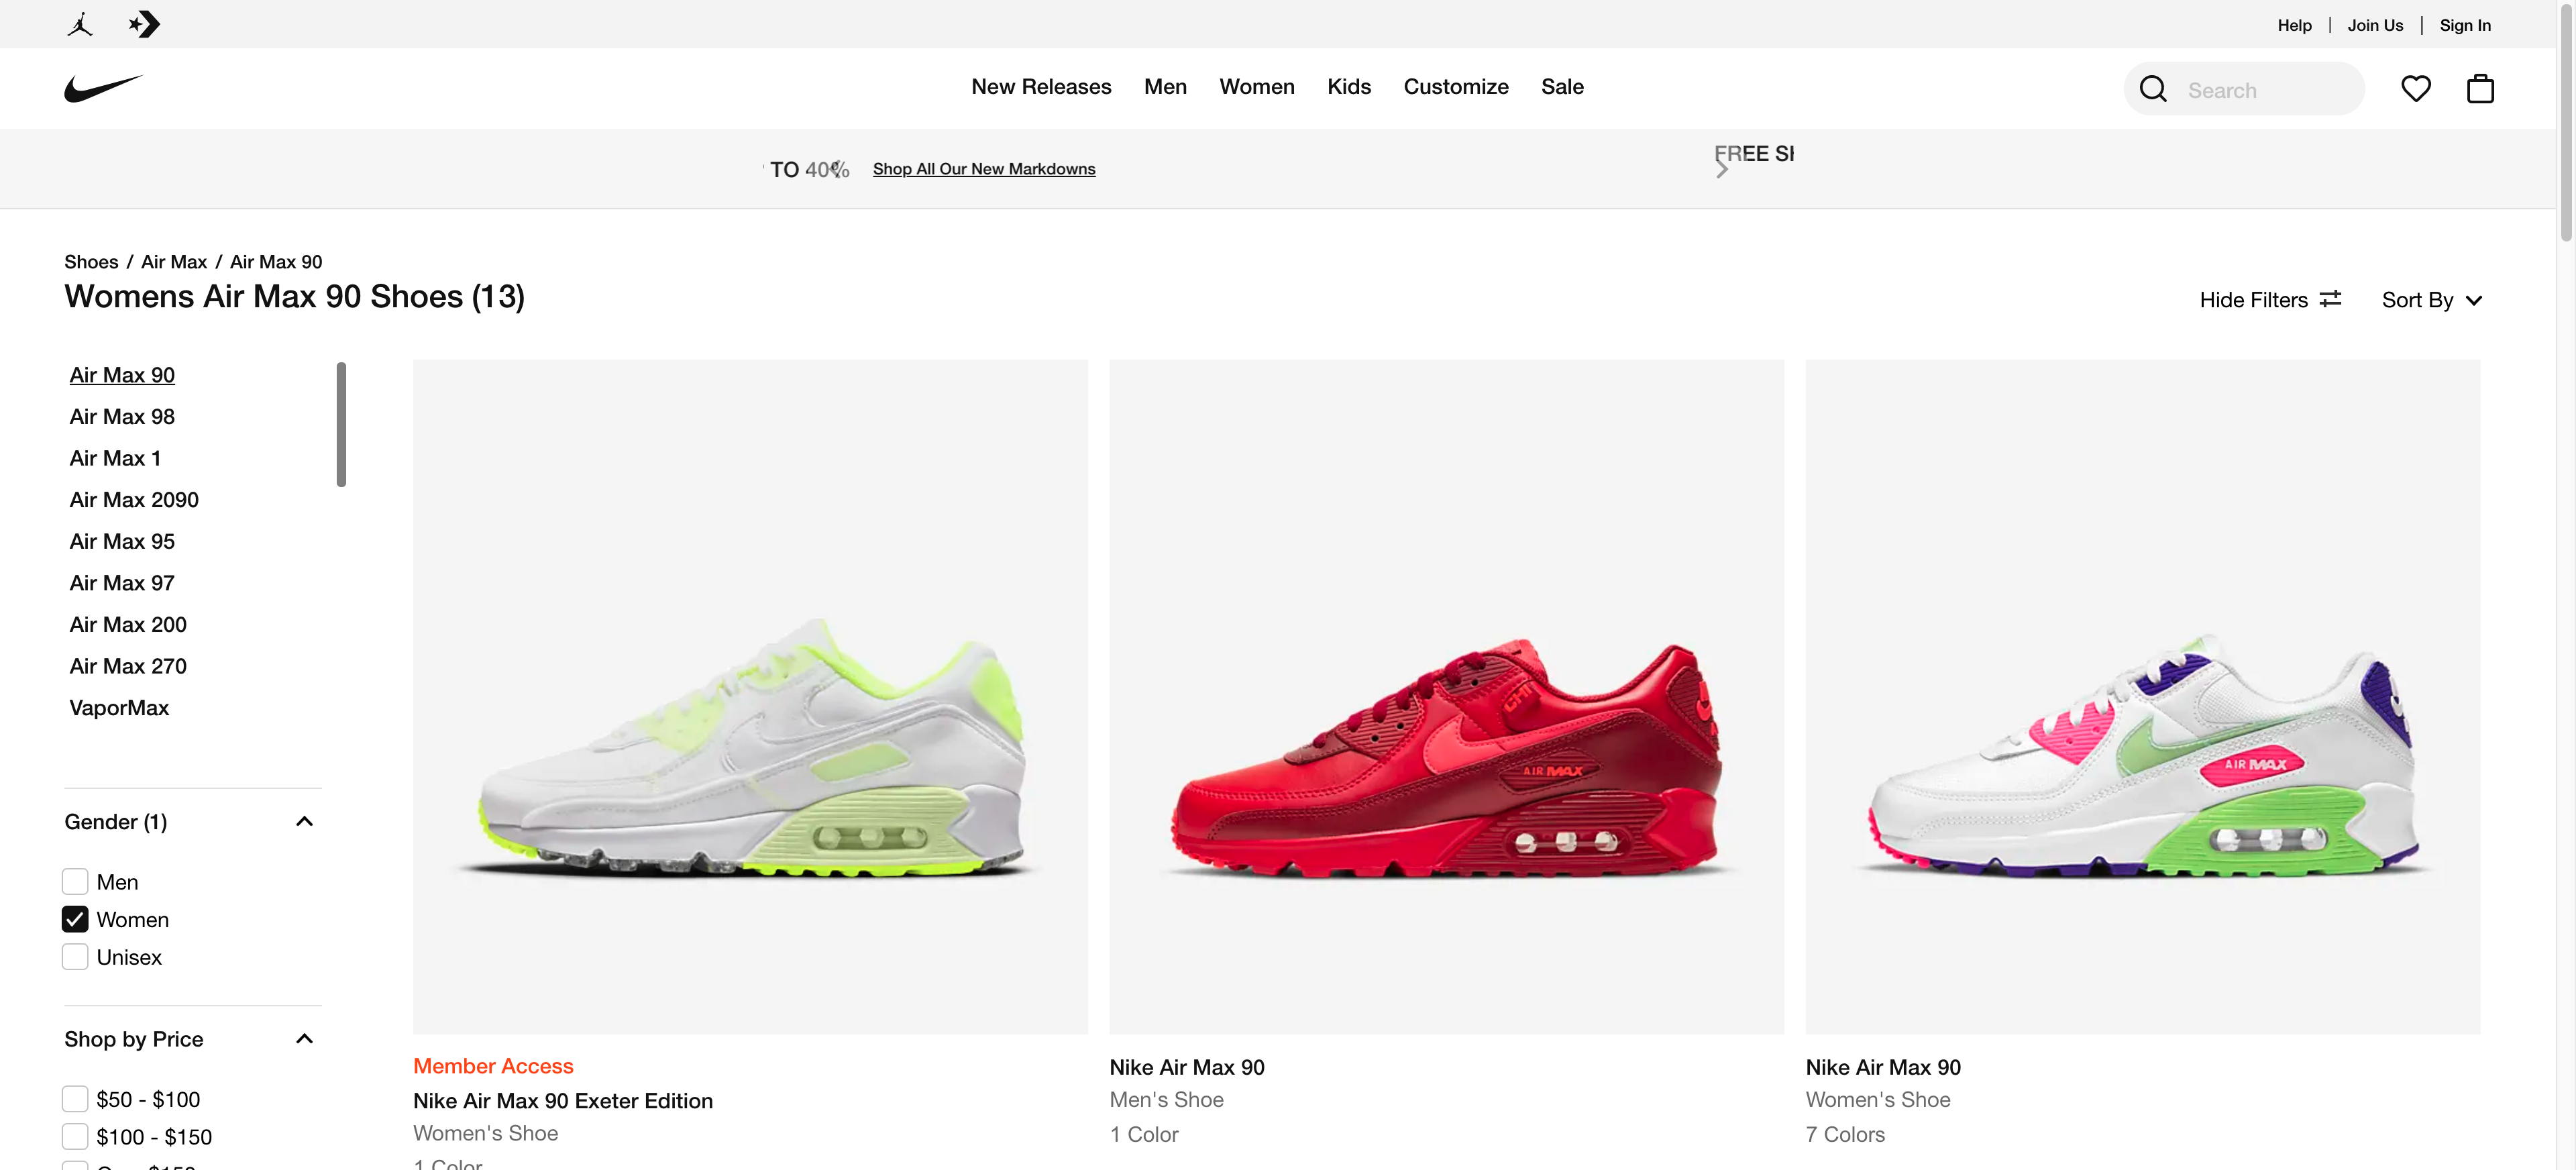 Help | Join Us | Sign In
New Releases Men Women Kids Customize Sale
Search
TO 40% Shop All Our New Markdowns
FREE
Shoes / Air Max / Air Max 90
Womens Air Max 90 Shoes (13)
Hide Filters Sort By
Air Max 90
Air Max 98
Air Max 1
Air Max 2090
Air Max 95
Air Max 97
Air Max 200
Air Max 270
VaporMax
Gender (1)
Men
Women
Unisex
Shop by Price
$50 - $100
$100 - $150
CHI
AIR MAX
AIR MAX
Member Access
Nike Air Max 90 Exeter Edition
Women's Shoe
1 Color
Nike Air Max 90
Men's Shoe
1 Color
Nike Air Max 90
Women's Shoe
7 Colors